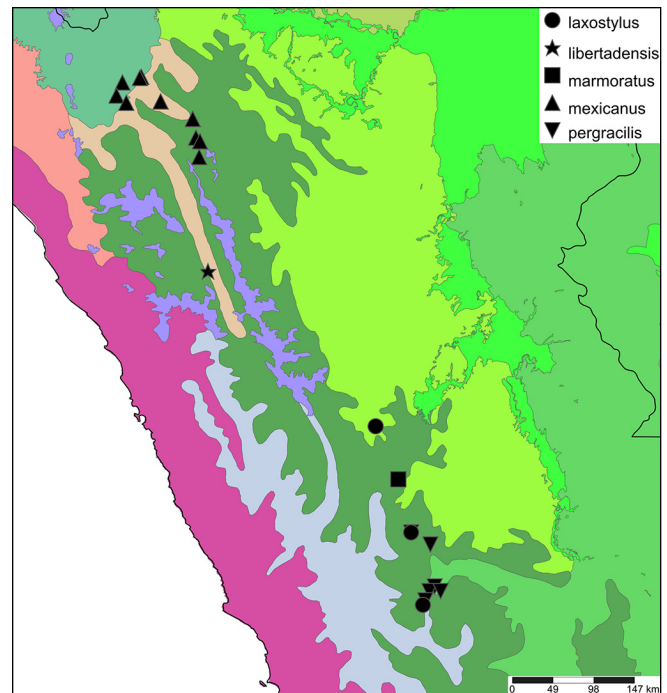 laxostylus
libertadensis
marmoratus
mexicanus
pergracilis
0 49 98 147 km